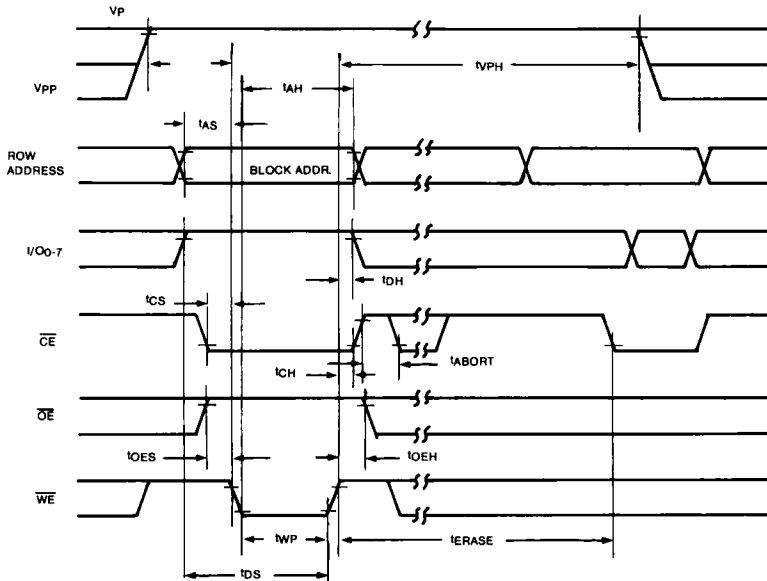 VP
VPP
tVPH
tAH
tAS
ROW
ADDRESS
BLOCK ADDR.
I/O0-7
tDH
tCS
CE
tABORT
tCH
OE
tOES
tOEH
WE
tWP
tERASE
tDS